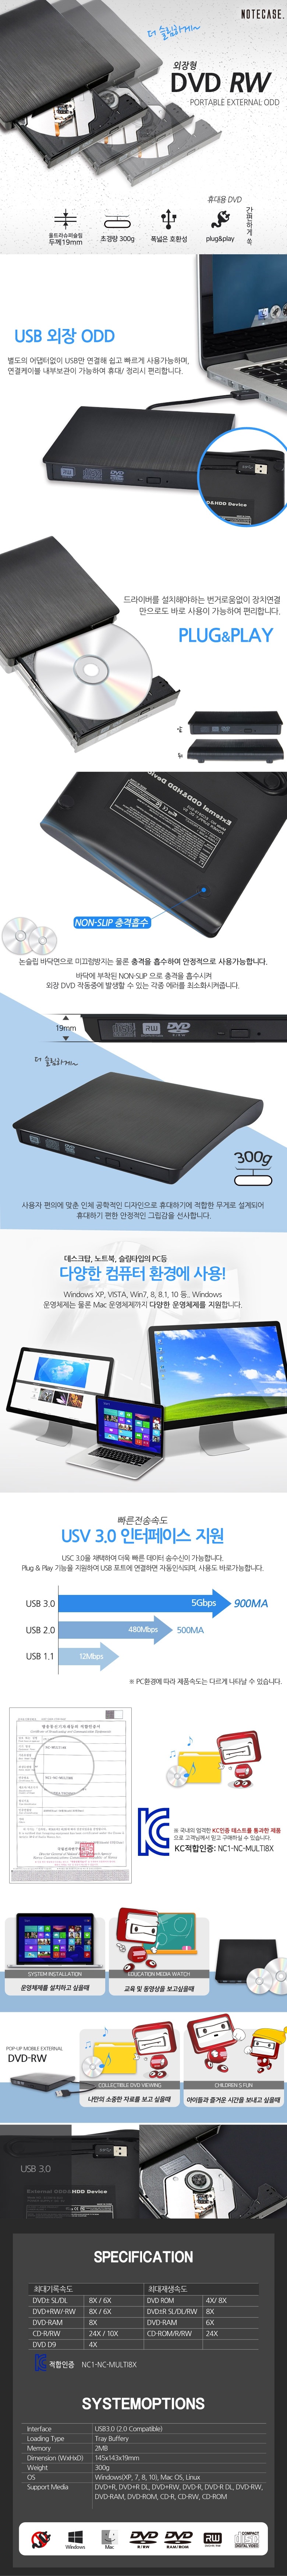 NOTECASE.
더 슬림하게~
외장형
DVD RW
PORTABLE EXTERNAL ODD
휴대용 DVD
간편하게 쏙
울트라슈퍼슬림
두께19mm
초경량 300g
폭넓은 호환성
plug&play
USB 외장 ODD
별도의 어댑터없이 USB만 연결해 쉽고 빠르게 사용가능하며,
연결케이블 내부보관이 가능하여 휴대/ 정리시 편리합니다.
D&HDD Device
드라이버를 설치해야하는 번거로움없이 장치연결
만으로도 바로 사용이 가능하여 편리합니다.
PLUG&PLAY
앞
뒤
External ODD&HDD Device
NON-SLIP 충격흡수
논슬립 바닥면으로 미끄럼방지는 물론 충격을 흡수하여 안정적으로 사용가능합니다.
바닥에 부착된 NON-SLIP 으로 충격을 흡수시켜
외장 DVD 작동중에 발생할 수 있는 각종 에러를 최소화시켜줍니다.
19mm
더 슬림하게~
300g
사용자 편의에 맞춘 인체 공학적인 디자인으로 휴대하기에 적합한 무게로 설계되어
휴대하기 편한 안정적인 그립감을 선사합니다.
데스크탑, 노트북, 슬림타입의 PC등
다양한 컴퓨터 환경에 사용!
Windows XP, VISTA, Win7, 8, 8.1, 10 등.. Windows
운영체제는 물론 Mac 운영체제까지 다양한 운영체제를 지원합니다.
빠른전송속도
USV 3.0 인터페이스 지원
USC 3.0을 채택하여 더욱 빠른 데이터 송수신이 가능합니다.
Plug & Play 기능을 지원하여 USB 포트에 연결하면 자동인식되며, 사용도 바로가능합니다.
USB 3.0 5Gbps 900MA
USB 2.0 480Mbps 500MA
USB 1.1 12Mbps
※ PC환경에 따라 제품속도는 다르게 나타날 수 있습니다.
※ 국내의 엄격한 KC인증 테스트를 통과한 제품
으로 고객님께서 믿고 구매하실 수 있습니다.
KC적합인증: NC1-NC-MULTI8X
SYSTEM INSTALLATION
운영체제를 설치하고 싶을때
EDUCATION MEDIA WATCH
교육 및 동영상을 보고싶을때
POP-UP MOBILE EXTERNAL
DVD-RW
COLLECTIBLE DVD VIEWING
나만의 소중한 자료를 보고 싶을때
CHILDREN S FUN
아이들과 즐거운 시간을 보내고 싶을때
USB 3.0
External ODD&HDD Device
SPECIFICATION
최대기록속도 최대재생속도
DVD± SL/DL 8X / 6X DVD ROM 4X/ 8X
DVD+RW/-RW 8X / 6X DVD±R SL/DL/RW 8X
DVD-RAM 8X DVD-RAM 6X
CD-R/RW 24X / 10X CD-ROM/R/RW 24X
DVD D9 4X
적합인증 NC1-NC-MULTI8X
SYSTEMOPTIONS
Interface USB3.0 (2.0 Compatible)
Loading Type Tray Buffery
Memory 2MB
Dimension (WxHxD) 145x143x19mm
Weight 300g
OS Windows(XP, 7, 8, 10), Mac OS, Linux
Support Media DVD+R, DVD+R DL, DVD+RW, DVD-R, DVD-R DL, DVD-RW,
DVD-RAM, DVD-ROM, CD-R, CD-RW, CD-ROM
Windows
Mac
DVD R/RW
DVD RAM/ROM
RW
COMPACT disc